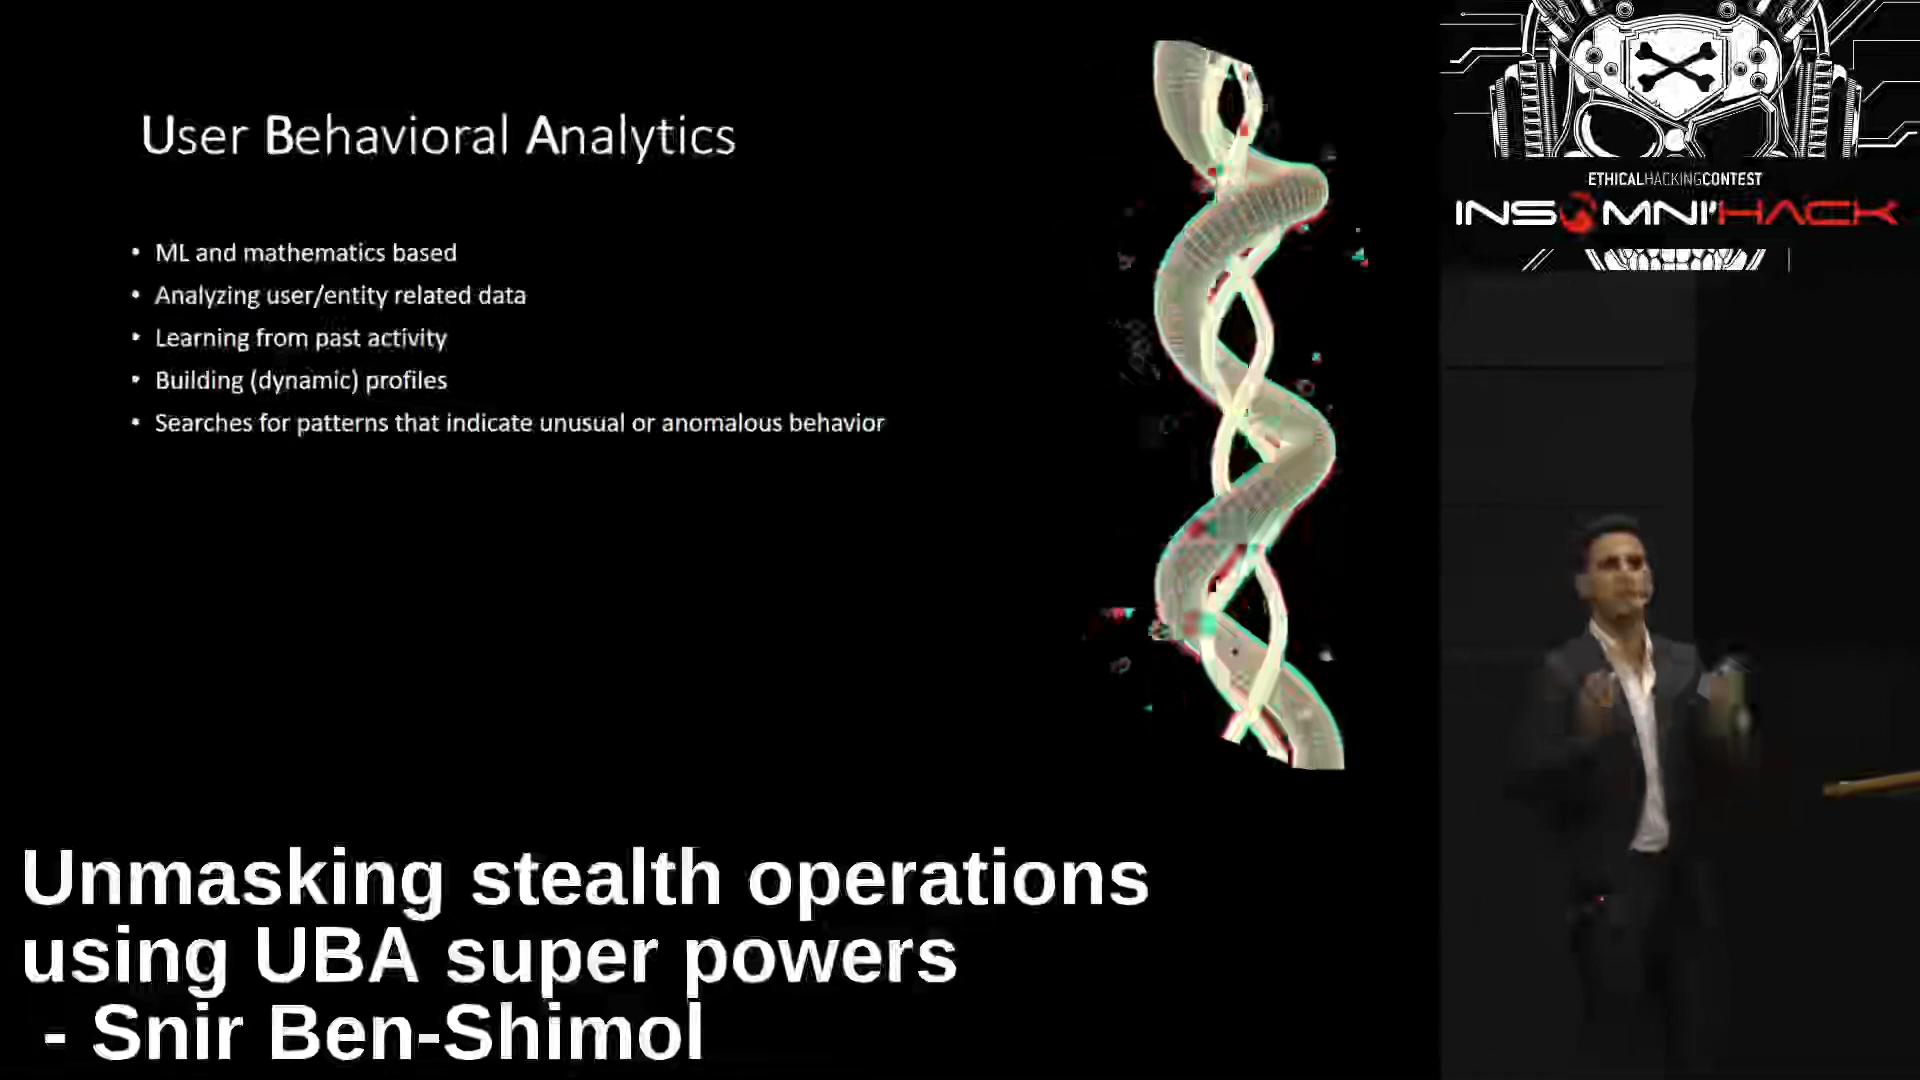 User Behavioral Analytics
• ML and mathematics based
• Analyzing user/entity related data
• Learning from past activity
• Building (dynamic) profiles
• Searches for patterns that indicate unusual or anomalous behavior
ETHICALHACKINGCONTEST
INSOMNI'HACK
Unmasking stealth operations
using UBA super powers
- Snir Ben-Shimol